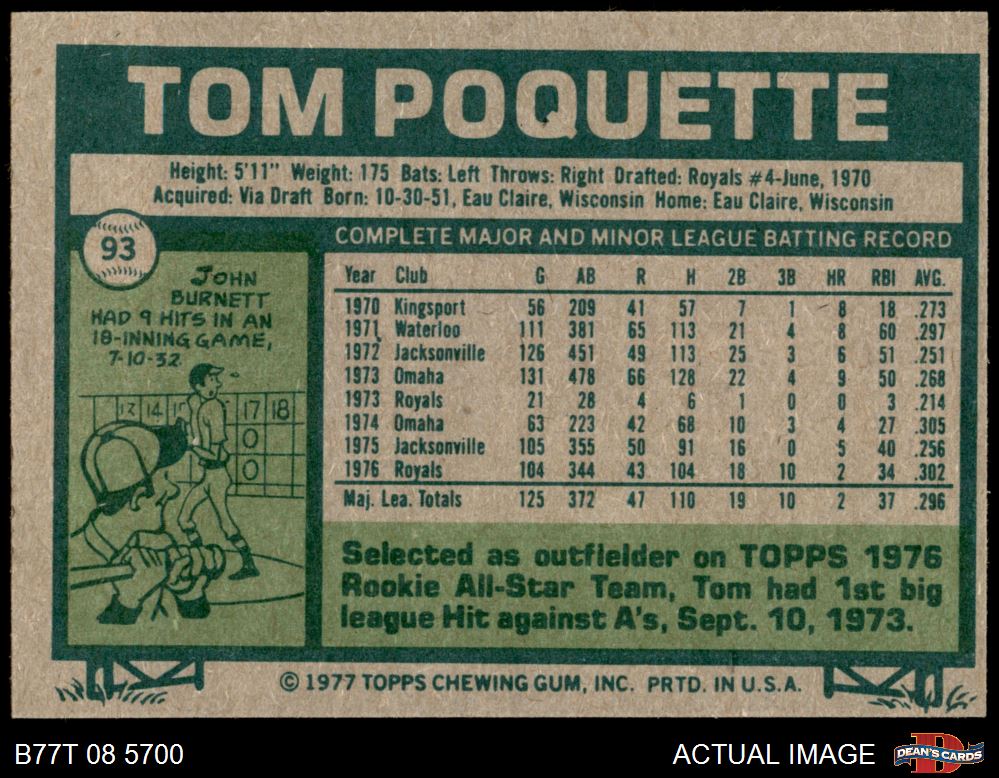 TOM POQUETTE
Height: 5'11" Weight: 175 Bats: Left Throws: Right Drafted: Royals #4-June, 1970
Acquired: Via Draft Born: 10-30-51, Eau Claire, Wisconsin Home: Eau Claire, Wisconsin
93
JOHN
BURNETT
HAD 9 HITS IN AN
18-INNING GAME,
7-10-32.
13 14 17 18
0
0
COMPLETE MAJOR AND MINOR LEAGUE BATTING RECORD
Year Club G AB R H 2B 3B HR RBI AVG.
1970 Kingsport 56 209 41 57 7 1 8 18 .273
1971 Waterloo 111 381 65 113 21 4 8 60 .297
1972 Jacksonville 126 451 49 113 25 3 6 51 .251
1973 Omaha 131 478 66 128 22 4 9 50 .268
1973 Royals 21 28 4 6 1 0 0 3 .214
1974 Omaha 63 223 42 68 10 3 4 27 .305
1975 Jacksonville 105 355 50 91 16 0 5 40 .256
1976 Royals 104 344 43 104 18 10 2 34 .302
Maj. Lea. Totals 125 372 47 110 19 10 2 37 .296
Selected as outfielder on TOPPS 1976
Rookie All-Star Team, Tom had 1st big
league Hit against A's, Sept. 10, 1973.
© 1977 TOPPS CHEWING GUM, INC. PRTD. IN U.S.A.
B77T 08 5700
ACTUAL IMAGE
DEAN'S CARDS